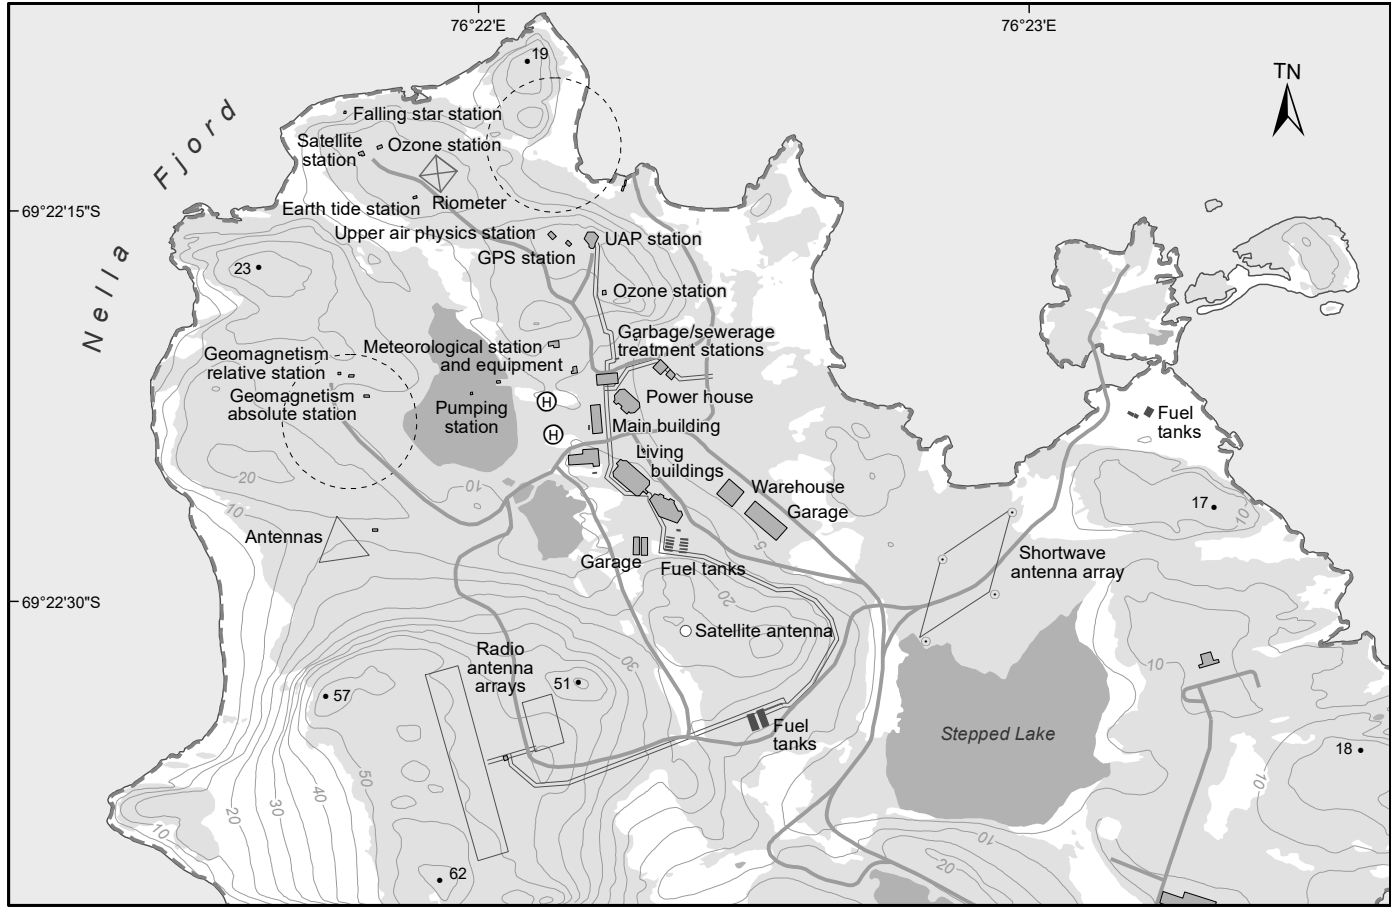 76°22'E
76°23'E
19
TN
Falling star station
Satellite
station
Ozone station
Nella Fjord
69°22'15"S
Earth tide station
Riometer
Upper air physics station
UAP station
GPS station
23
Ozone station
Garbage/sewerage
treatment stations
Meteorological station
and equipment
Geomagnetism
relative station
Geomagnetism
absolute station
Power house
H
Pumping
station
Main building
H
Fuel
tanks
Living
buildings
20
10
10
Warehouse
Garage
17
10
Antennas
5
Garage
Fuel tanks
Shortwave
antenna array
69°22'30"S
20
Satellite antenna
Radio
antenna
arrays
30
10
57
51
Fuel
tanks
Stepped Lake
18
50
40
30
20
10
10
10
20
62